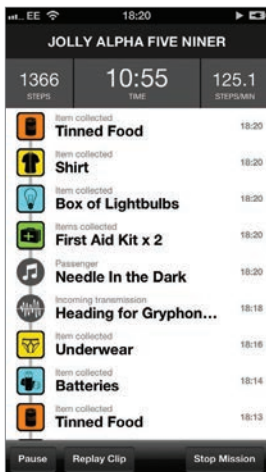 EE 18:20
JOLLY ALPHA FIVE NINER
1366 10:55 125.1
STEPS TIME STEPS/MIN
Item collected
Tinned Food 18:20
Item collected
Shirt 18:20
Item collected
Box of Lightbulbs 18:20
Items collected
First Aid Kit x 2 18:20
Passenger
Needle In the Dark 18:20
Incoming transmission
Heading for Gryphon... 18:18
Item collected
Underwear 18:16
Item collected
Batteries 18:14
Item collected
Tinned Food 18:13
Pause Replay Clip Stop Mission